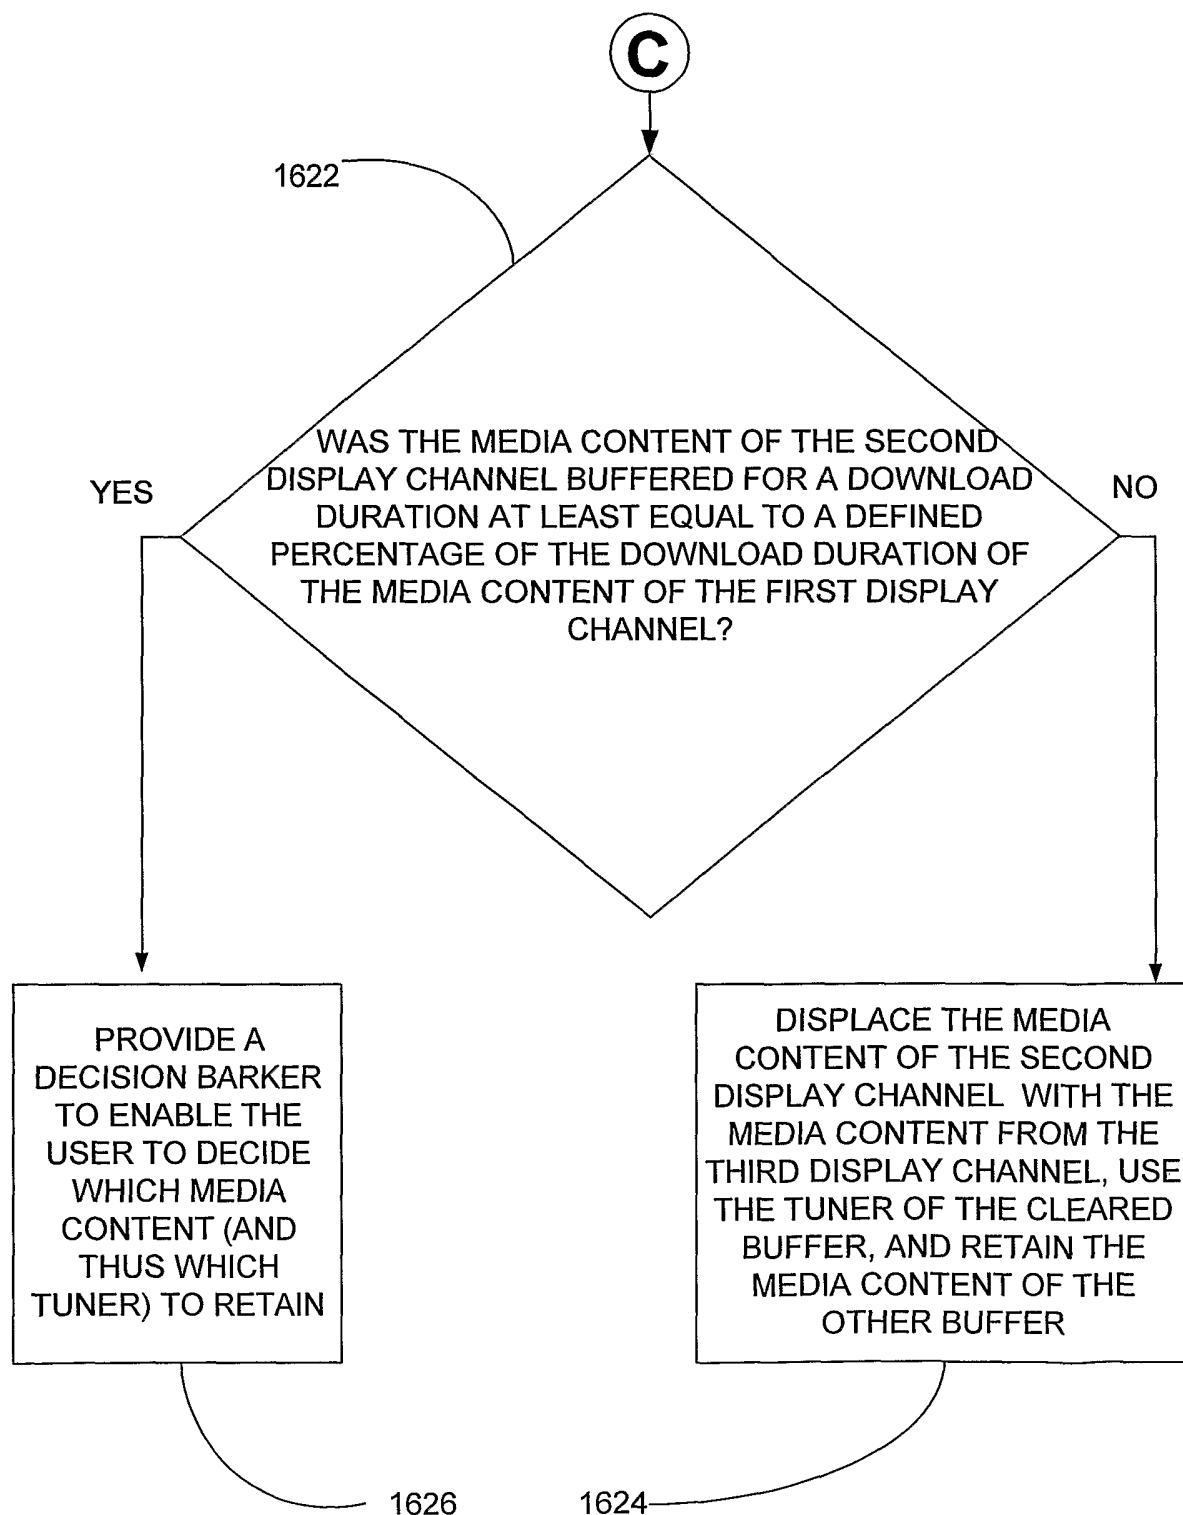 C
1622
WAS THE MEDIA CONTENT OF THE SECOND
DISPLAY CHANNEL BUFFERED FOR A DOWNLOAD
DURATION AT LEAST EQUAL TO A DEFINED
PERCENTAGE OF THE DOWNLOAD DURATION OF
THE MEDIA CONTENT OF THE FIRST DISPLAY
CHANNEL?
YES
NO
PROVIDE A
DECISION BARKER
TO ENABLE THE
USER TO DECIDE
WHICH MEDIA
CONTENT (AND
THUS WHICH
TUNER) TO RETAIN
DISPLACE THE MEDIA
CONTENT OF THE SECOND
DISPLAY CHANNEL WITH THE
MEDIA CONTENT FROM THE
THIRD DISPLAY CHANNEL, USE
THE TUNER OF THE CLEARED
BUFFER, AND RETAIN THE
MEDIA CONTENT OF THE
OTHER BUFFER
1626
1624